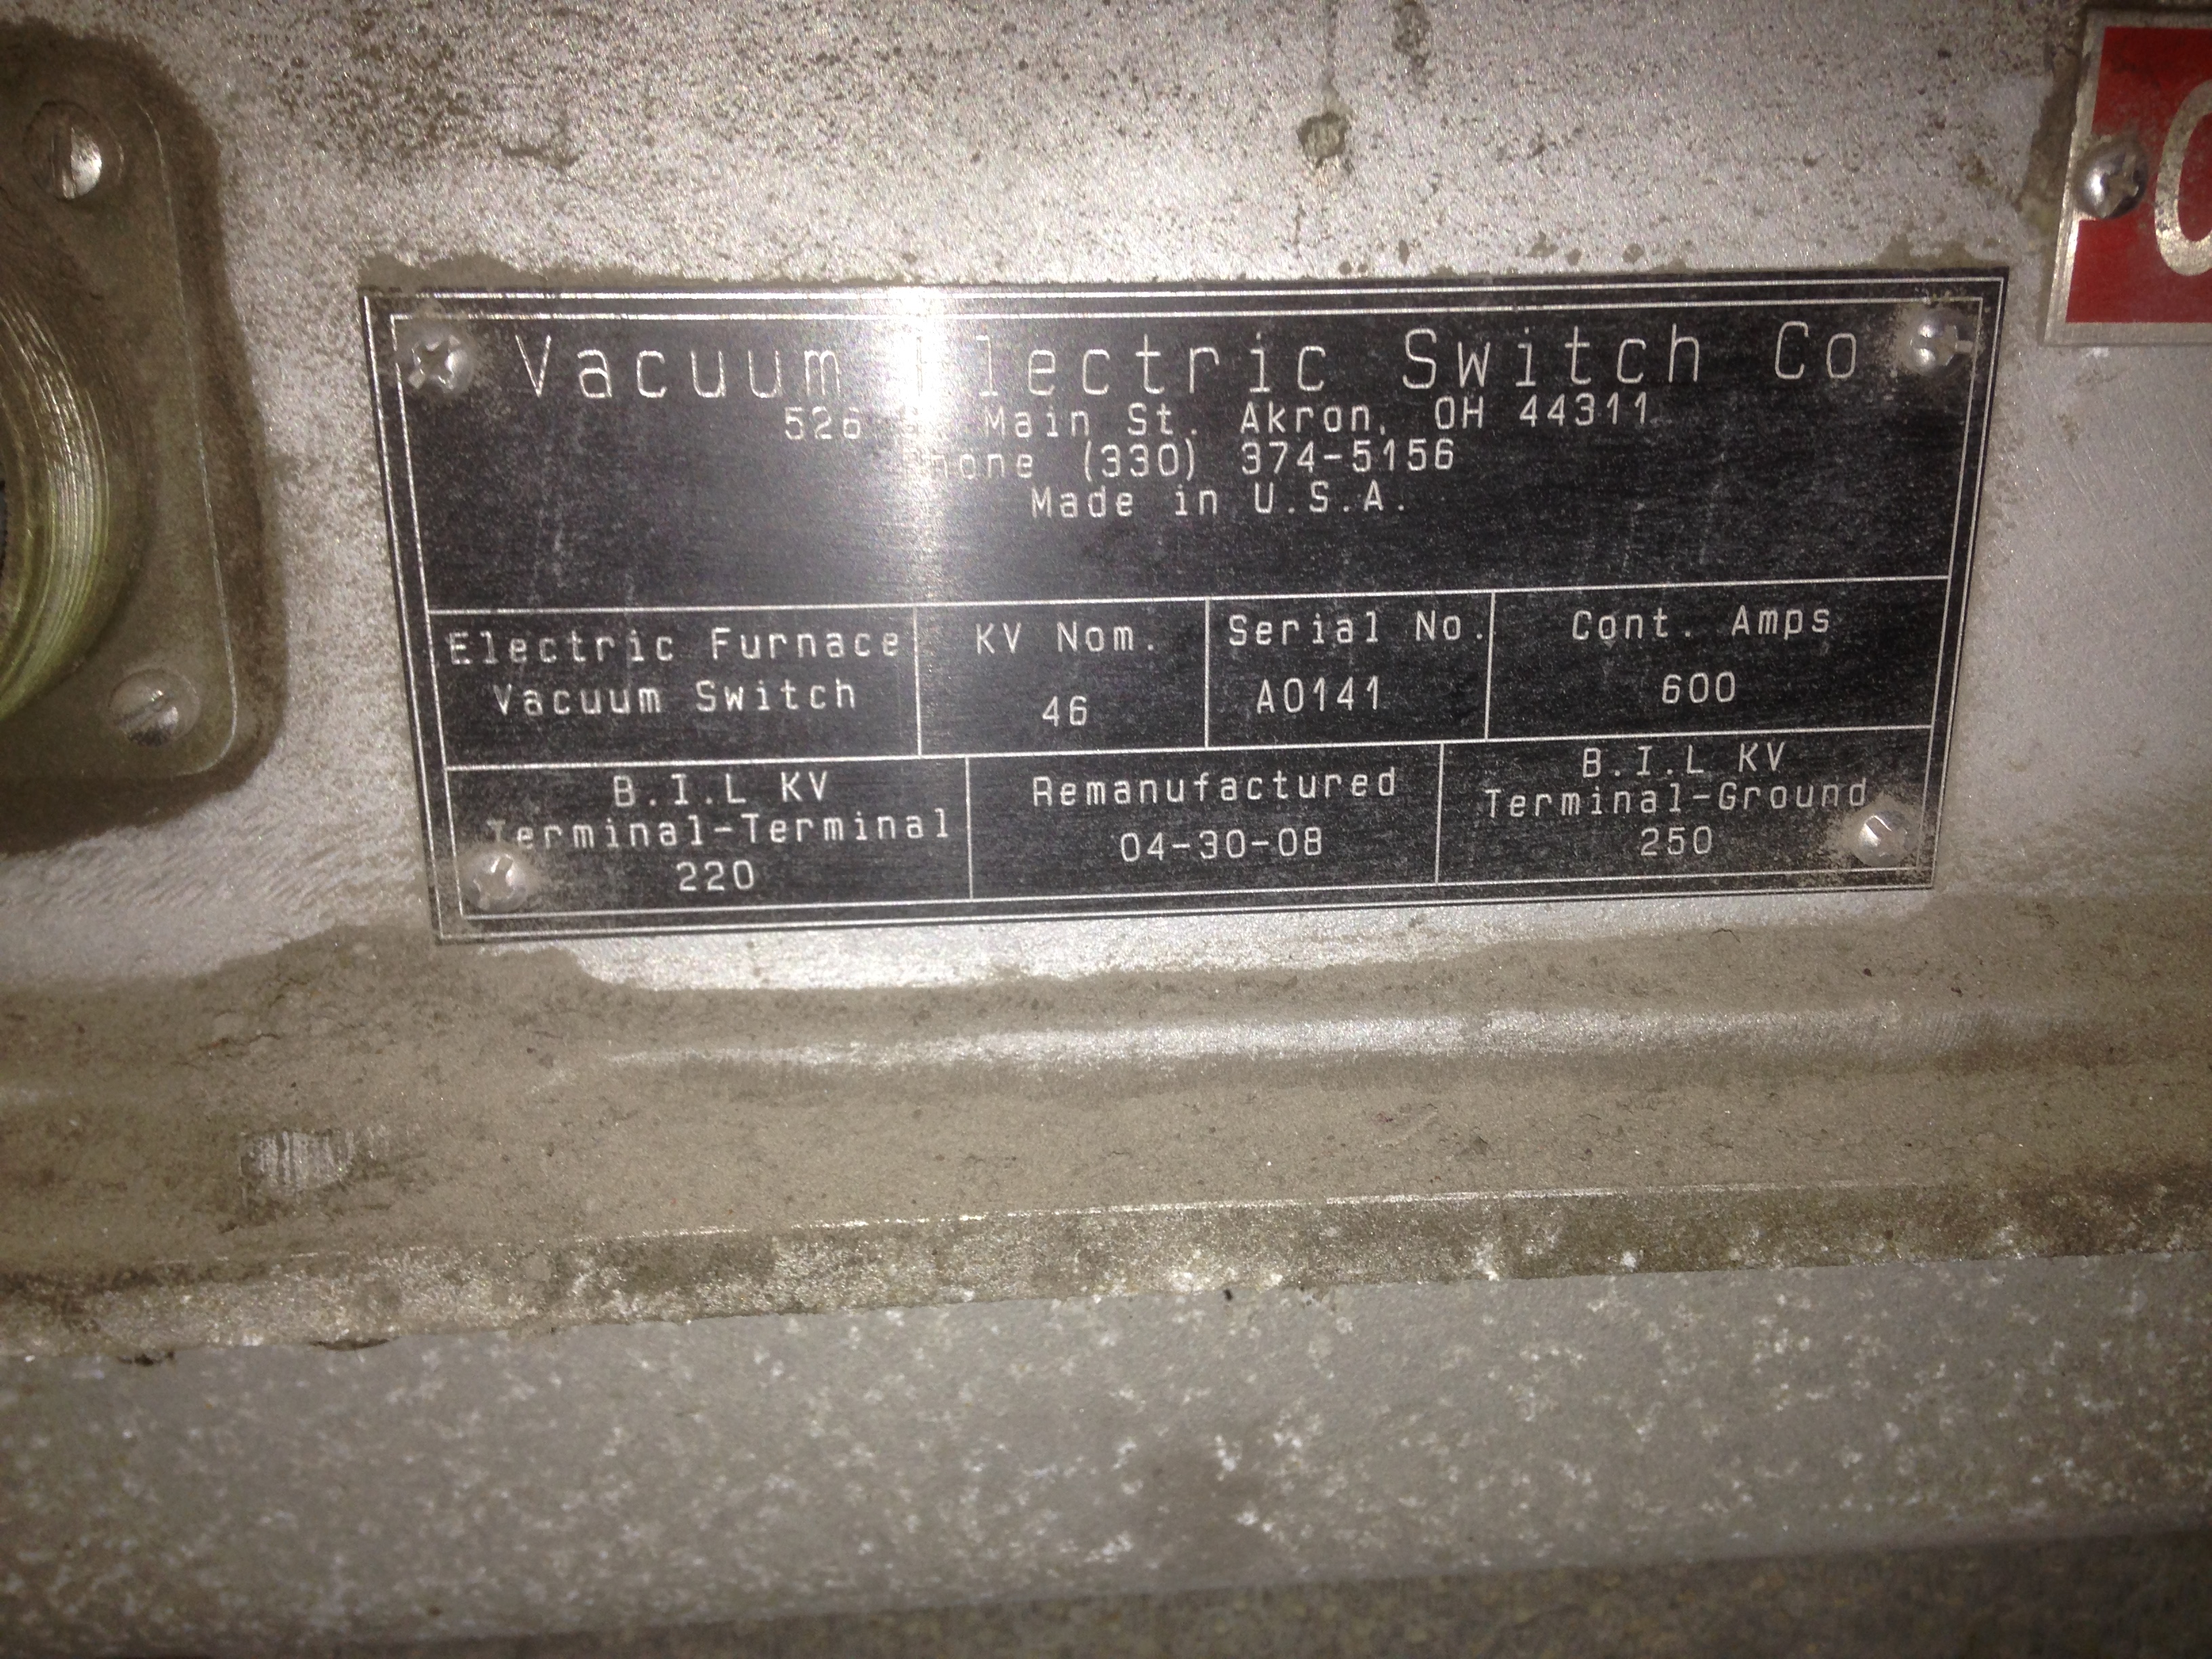 Vacuum Electric Switch Co
526 Main St. Akron, OH 44311
Phone (330) 374-5156
Made in U.S.A.
Electric Furnace
Vacuum Switch
KV Nom.
46
Serial No.
A0141
Cont. Amps
600
B.I.L KV
Terminal-Terminal
220
Remanufactured
04-30-08
B.I.L KV
Terminal-Ground
250